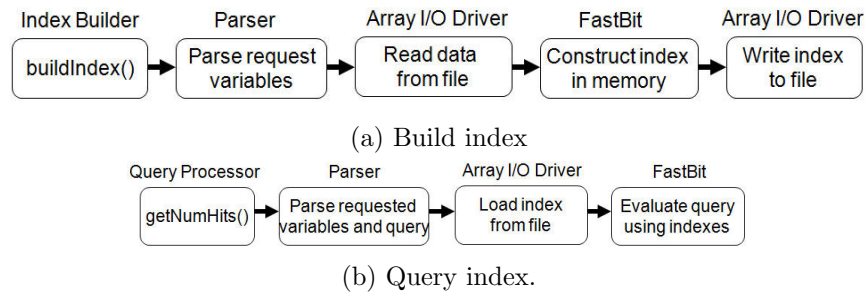 Index Builder Parser Array I/O Driver FastBit Array I/O Driver
buildIndex()
Parse request
variables
Read data
from file
Construct index
in memory
Write index
to file
(a) Build index
Query Processor Parser Array I/O Driver FastBit
getNumHits()
Parse requested
variables and query
Load index
from file
Evaluate query
using indexes
(b) Query index.